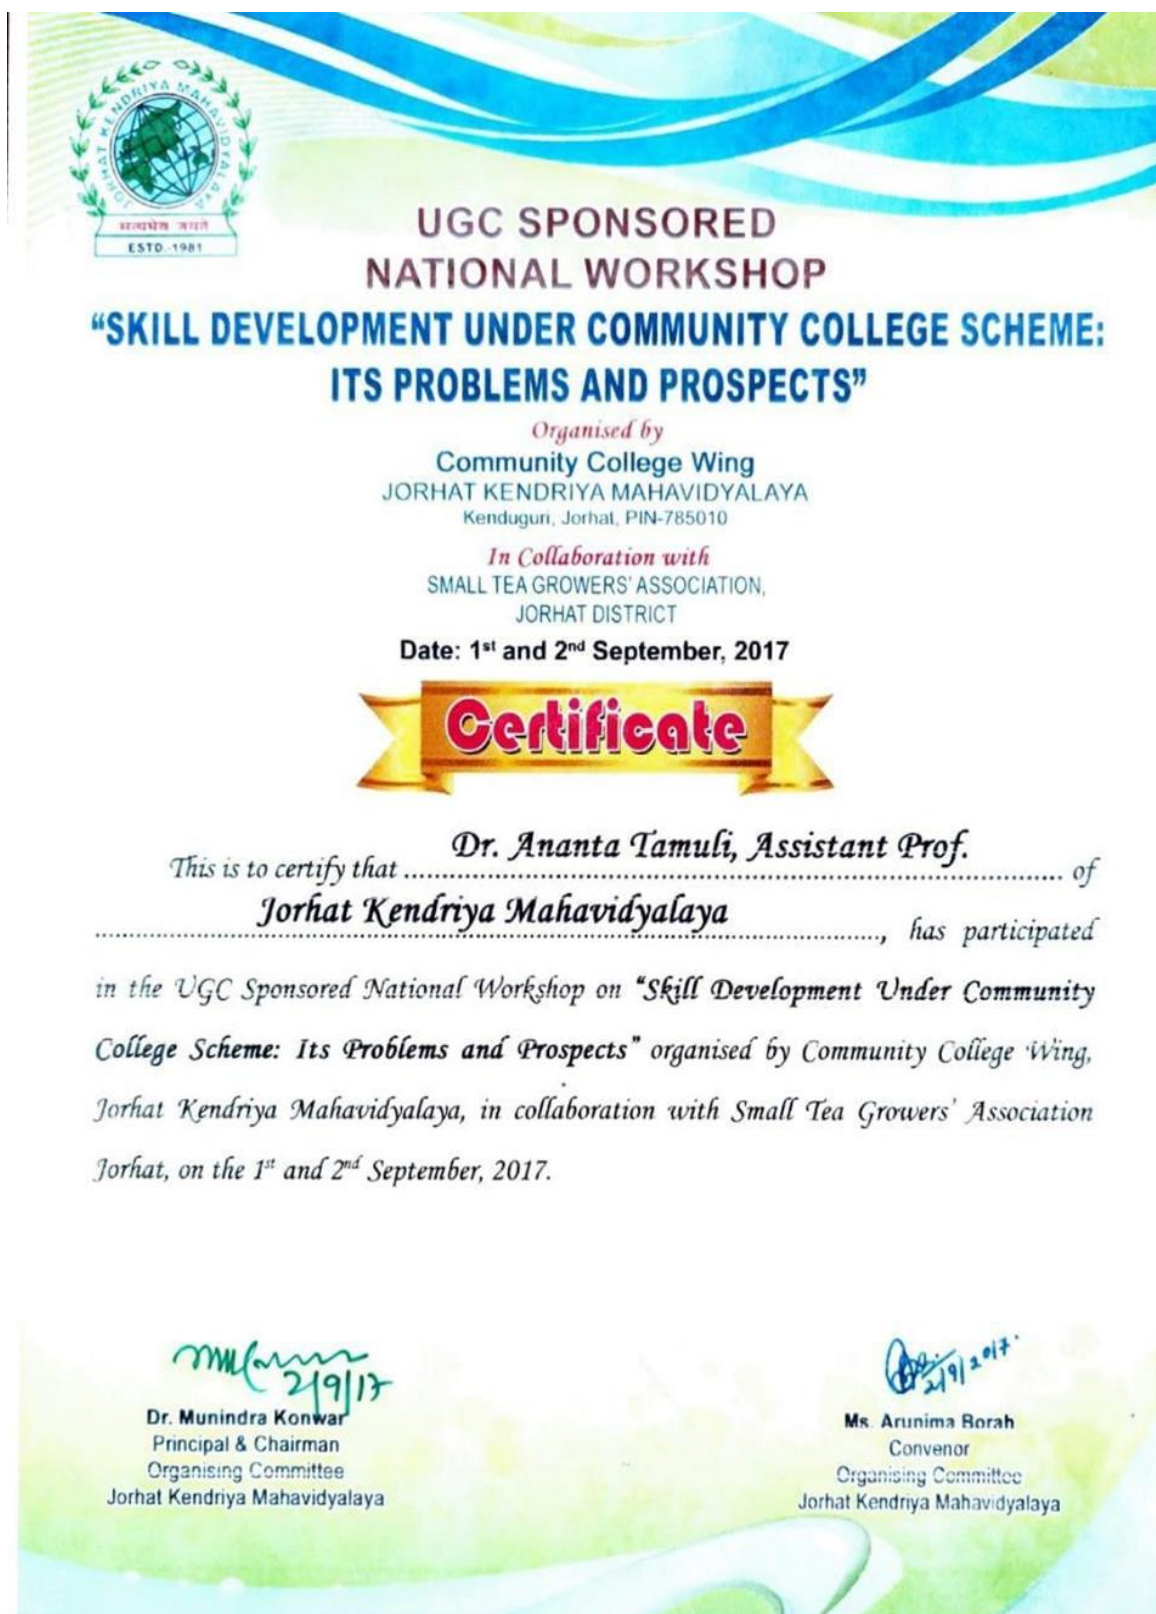 JORHAT KENDRIYA MAHAVIDYALAYA
सत्यमेव जयते
ESTD.-1981
UGC SPONSORED
NATIONAL WORKSHOP
“SKILL DEVELOPMENT UNDER COMMUNITY COLLEGE SCHEME:
ITS PROBLEMS AND PROSPECTS”
Organised by
Community College Wing
JORHAT KENDRIYA MAHAVIDYALAYA
Kenduguri, Jorhat, PIN-785010
In Collaboration with
SMALL TEA GROWERS' ASSOCIATION,
JORHAT DISTRICT
Date: 1st and 2nd September, 2017
Certificate
This is to certify that Dr. Ananta Tamuli, Assistant Prof. of
Jorhat Kendriya Mahavidyalaya, has participated
in the UGC Sponsored National Workshop on “Skill Development Under Community
College Scheme: Its Problems and Prospects” organised by Community College Wing,
Jorhat Kendriya Mahavidyalaya, in collaboration with Small Tea Growers' Association
Jorhat, on the 1st and 2nd September, 2017.
2/9/17
2/9/2017
Dr. Munindra Konwar
Principal & Chairman
Organising Committee
Jorhat Kendriya Mahavidyalaya
Ms. Arunima Borah
Convenor
Organising Committee
Jorhat Kendriya Mahavidyalaya